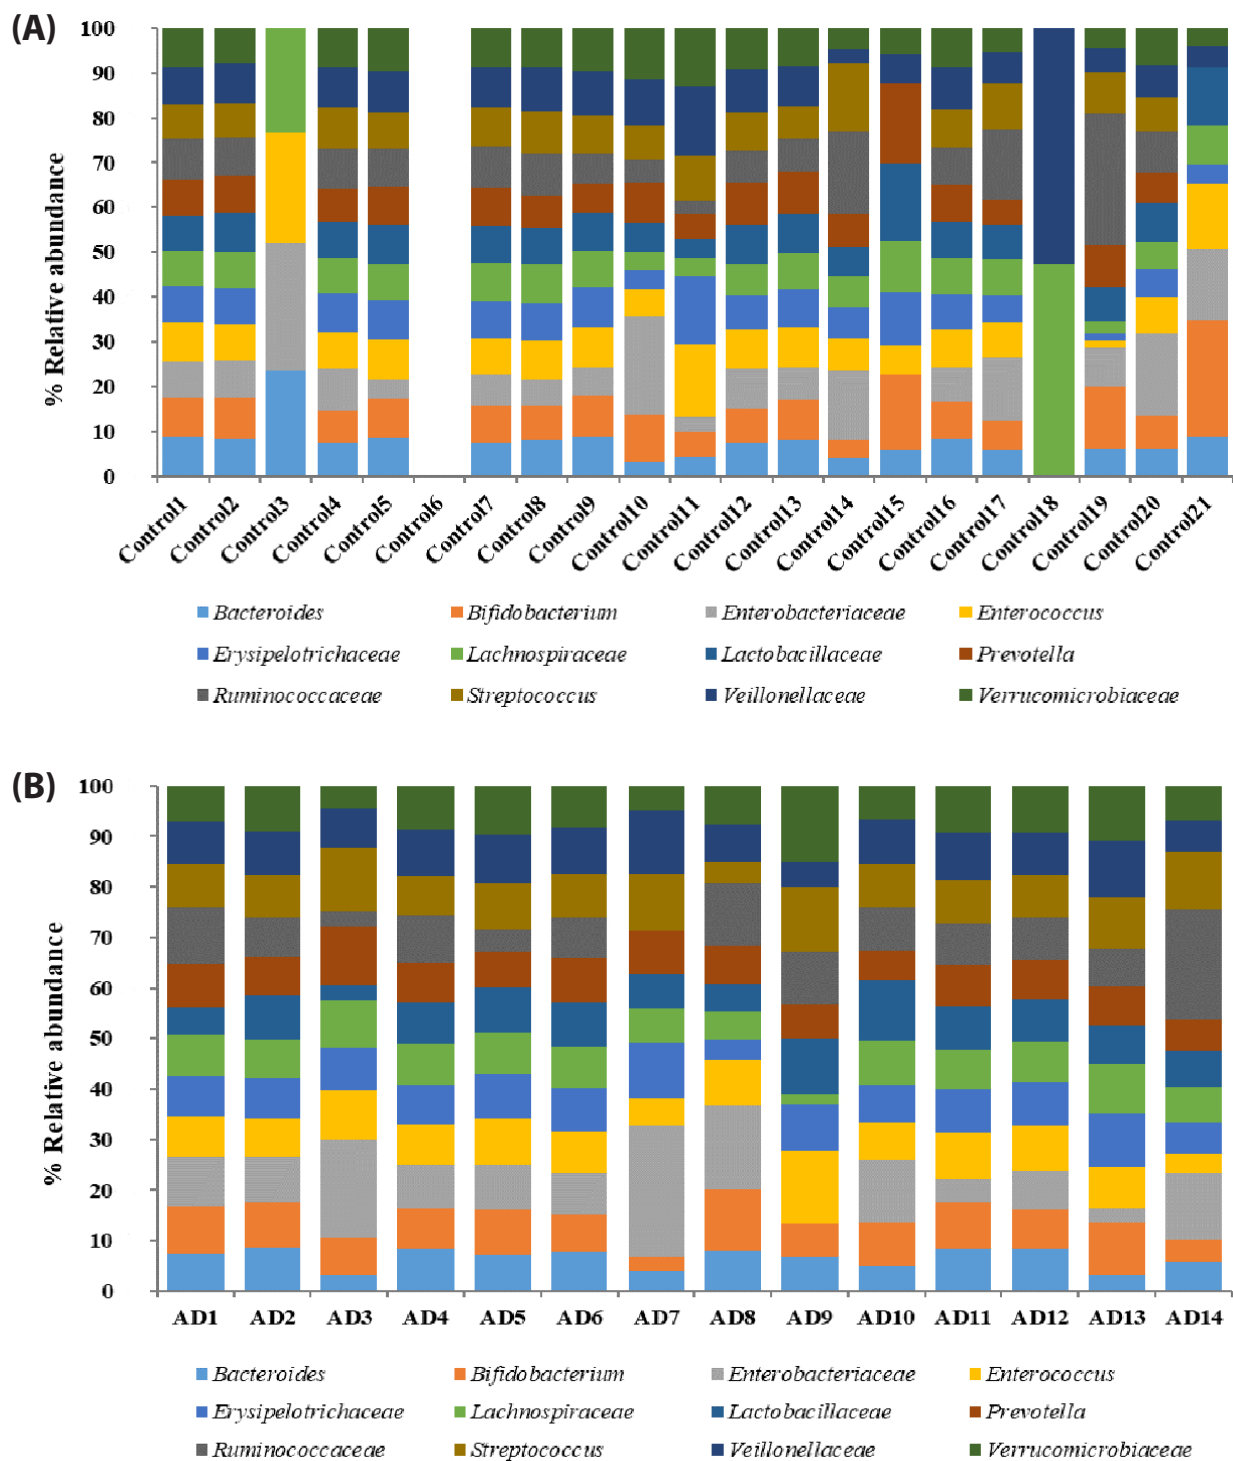 (A)
% Relative abundance
100
90
80
70
60
50
40
30
20
10
0
Control1 Control2 Control3 Control4 Control5 Control6 Control7 Control8 Control9 Control10 Control11 Control12 Control13 Control14 Control15 Control16 Control17 Control18 Control19 Control20 Control21
Bacteroides Bifidobacterium Enterobacteriaceae Enterococcus
Erysipelotrichaceae Lachnospiraceae Lactobacillaceae Prevotella
Ruminococcaceae Streptococcus Veillonellaceae Verrucomicrobiaceae
(B)
% Relative abundance
100
90
80
70
60
50
40
30
20
10
0
AD1 AD2 AD3 AD4 AD5 AD6 AD7 AD8 AD9 AD10 AD11 AD12 AD13 AD14
Bacteroides Bifidobacterium Enterobacteriaceae Enterococcus
Erysipelotrichaceae Lachnospiraceae Lactobacillaceae Prevotella
Ruminococcaceae Streptococcus Veillonellaceae Verrucomicrobiaceae